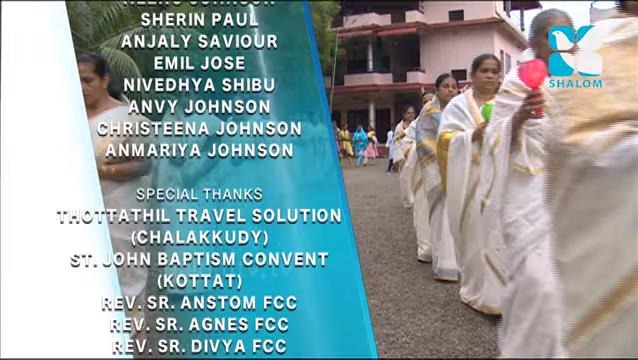 SHERIN PAUL
ANJALY SAVIOUR
EMIL JOSE
NIVEDHYA SHIBU
ANVY JOHNSON
CHRISTEENA JOHNSON
ANMARIYA JOHNSON
SPECIAL THANKS
THOTTATHIL TRAVEL SOLUTION
(CHALAKKUDY)
ST. JOHN BAPTISM CONVENT
(KOTTAT)
REV. SR. ANSTOM FCC
REV. SR. AGNES FCC
REV. SR. DIVYA FCC
SHALOM